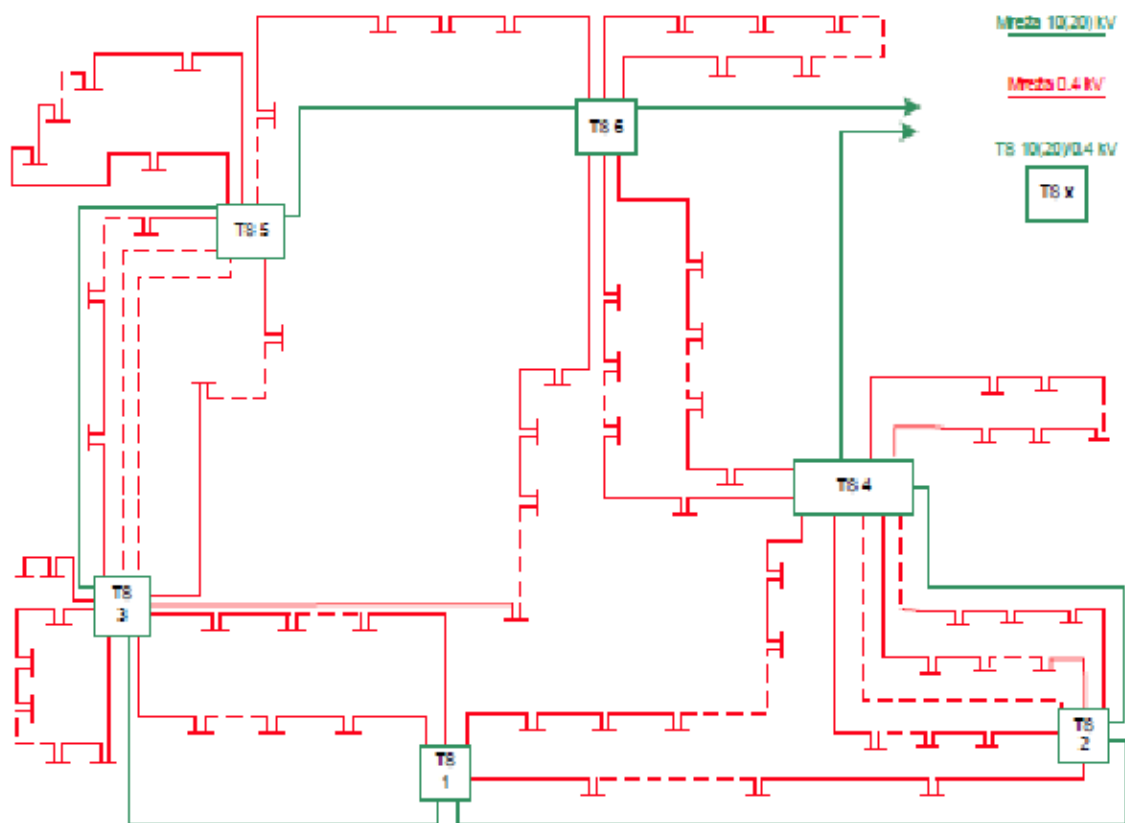 Mreža 10(20) kV
Mreža 0.4 kV
TS 10(20)/0.4 kV
TS x
TS 6
TS 5
TS 4
TS
3
TS
2
TS
1